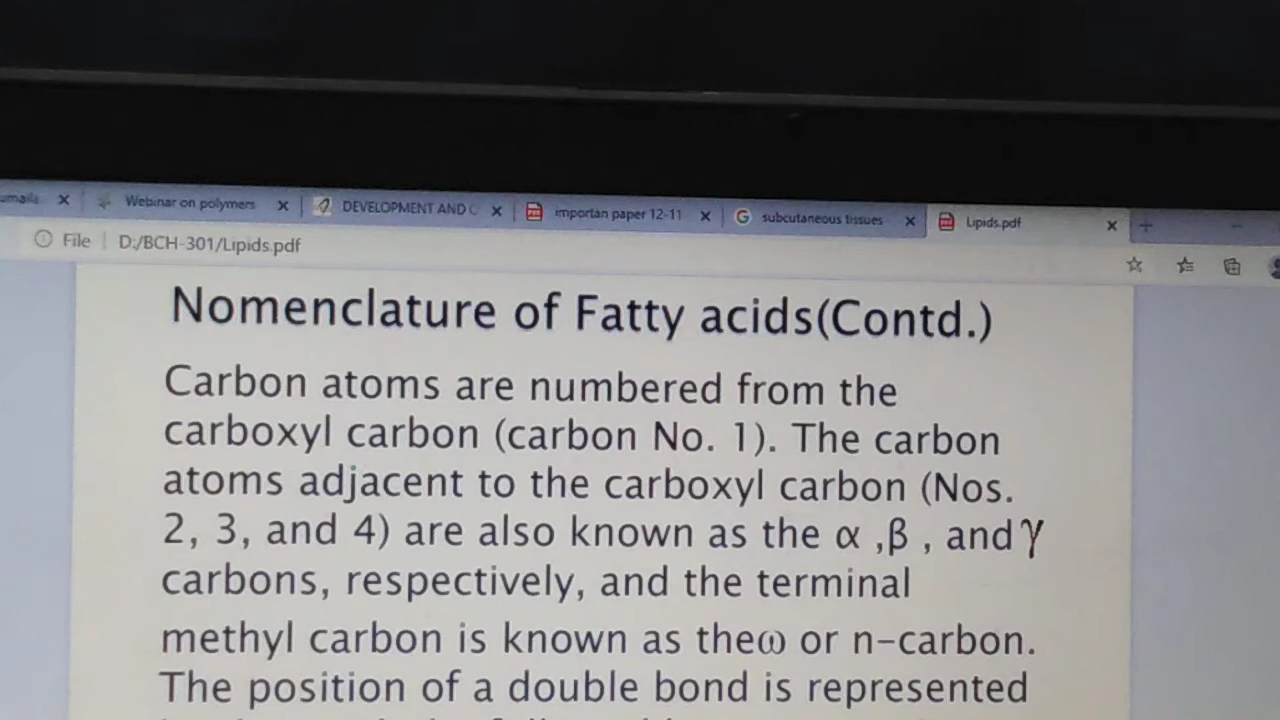 umaila
Webinar on polymers
DEVELOPMENT AND C
importan paper 12-11
subcutaneous tissues
Lipids.pdf
File | D:/BCH-301/Lipids.pdf
Nomenclature of Fatty acids(Contd.)
Carbon atoms are numbered from the
carboxyl carbon (carbon No. 1). The carbon
atoms adjacent to the carboxyl carbon (Nos.
2, 3, and 4) are also known as the α ,β , and γ
carbons, respectively, and the terminal
methyl carbon is known as theω or n-carbon.
The position of a double bond is represented